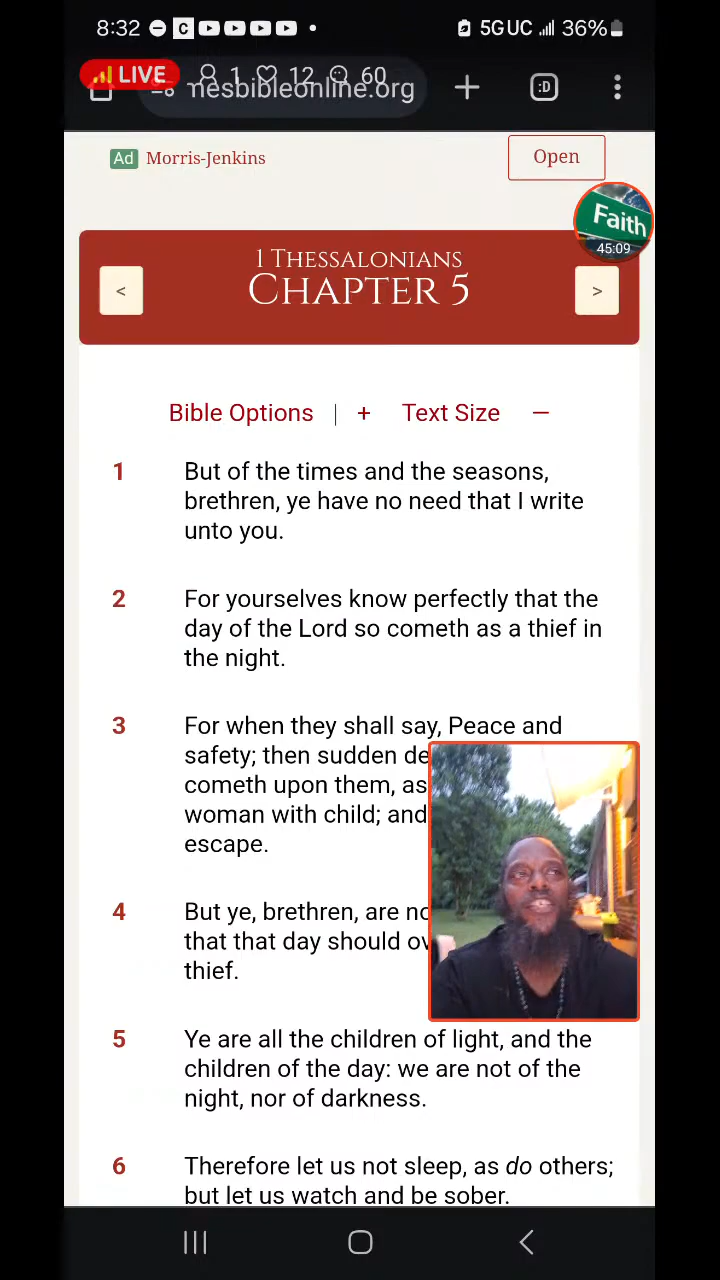 8:32
5GUC
36%
LIVE
1
12
60
nesbibleonline.org
:D
Ad
Morris-Jenkins
Open
Faith
45:09
1 THESSALONIANS
CHAPTER 5
<
>
Bible Options | + Text Size —
1 But of the times and the seasons,
brethren, ye have no need that I write
unto you.
2 For yourselves know perfectly that the
day of the Lord so cometh as a thief in
the night.
3 For when they shall say, Peace and
safety; then sudden de
cometh upon them, as
woman with child; and
escape.
4 But ye, brethren, are no
that that day should ov
thief.
5 Ye are all the children of light, and the
children of the day: we are not of the
night, nor of darkness.
6 Therefore let us not sleep, as do others;
but let us watch and be sober.